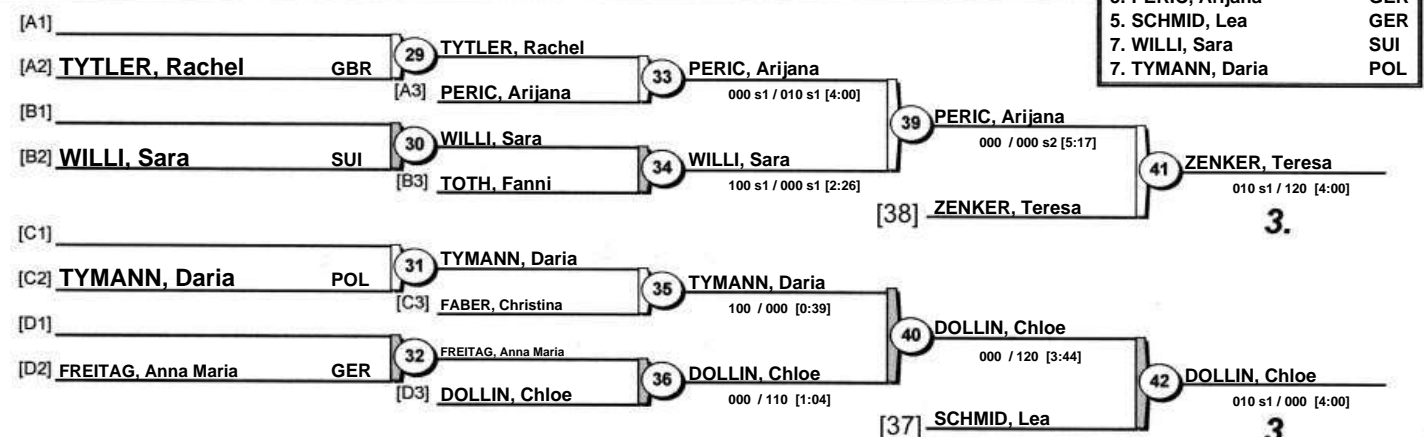 5. PERIC, Arijana GER
5. SCHMID, Lea GER
7. WILLI, Sara SUI
7. TYMANN, Daria POL
[A1]
[A2] TYTLER, Rachel GBR
29
TYTLER, Rachel
[A3] PERIC, Arijana
33
PERIC, Arijana
000 s1 / 010 s1 [4:00]
[B1]
[B2] WILLI, Sara SUI
30
WILLI, Sara
[B3] TOTH, Fanni
34
WILLI, Sara
100 s1 / 000 s1 [2:26]
39
PERIC, Arijana
000 / 000 s2 [5:17]
[38] ZENKER, Teresa
41
ZENKER, Teresa
010 s1 / 120 [4:00]
3.
[C1]
[C2] TYMANN, Daria POL
31
TYMANN, Daria
[C3] FABER, Christina
35
TYMANN, Daria
100 / 000 [0:39]
[D1]
[D2] FREITAG, Anna Maria GER
32
FREITAG, Anna Maria
[D3] DOLLIN, Chloe
36
DOLLIN, Chloe
000 / 110 [1:04]
40
DOLLIN, Chloe
000 / 120 [3:44]
[37] SCHMID, Lea
42
DOLLIN, Chloe
010 s1 / 000 [4:00]
3